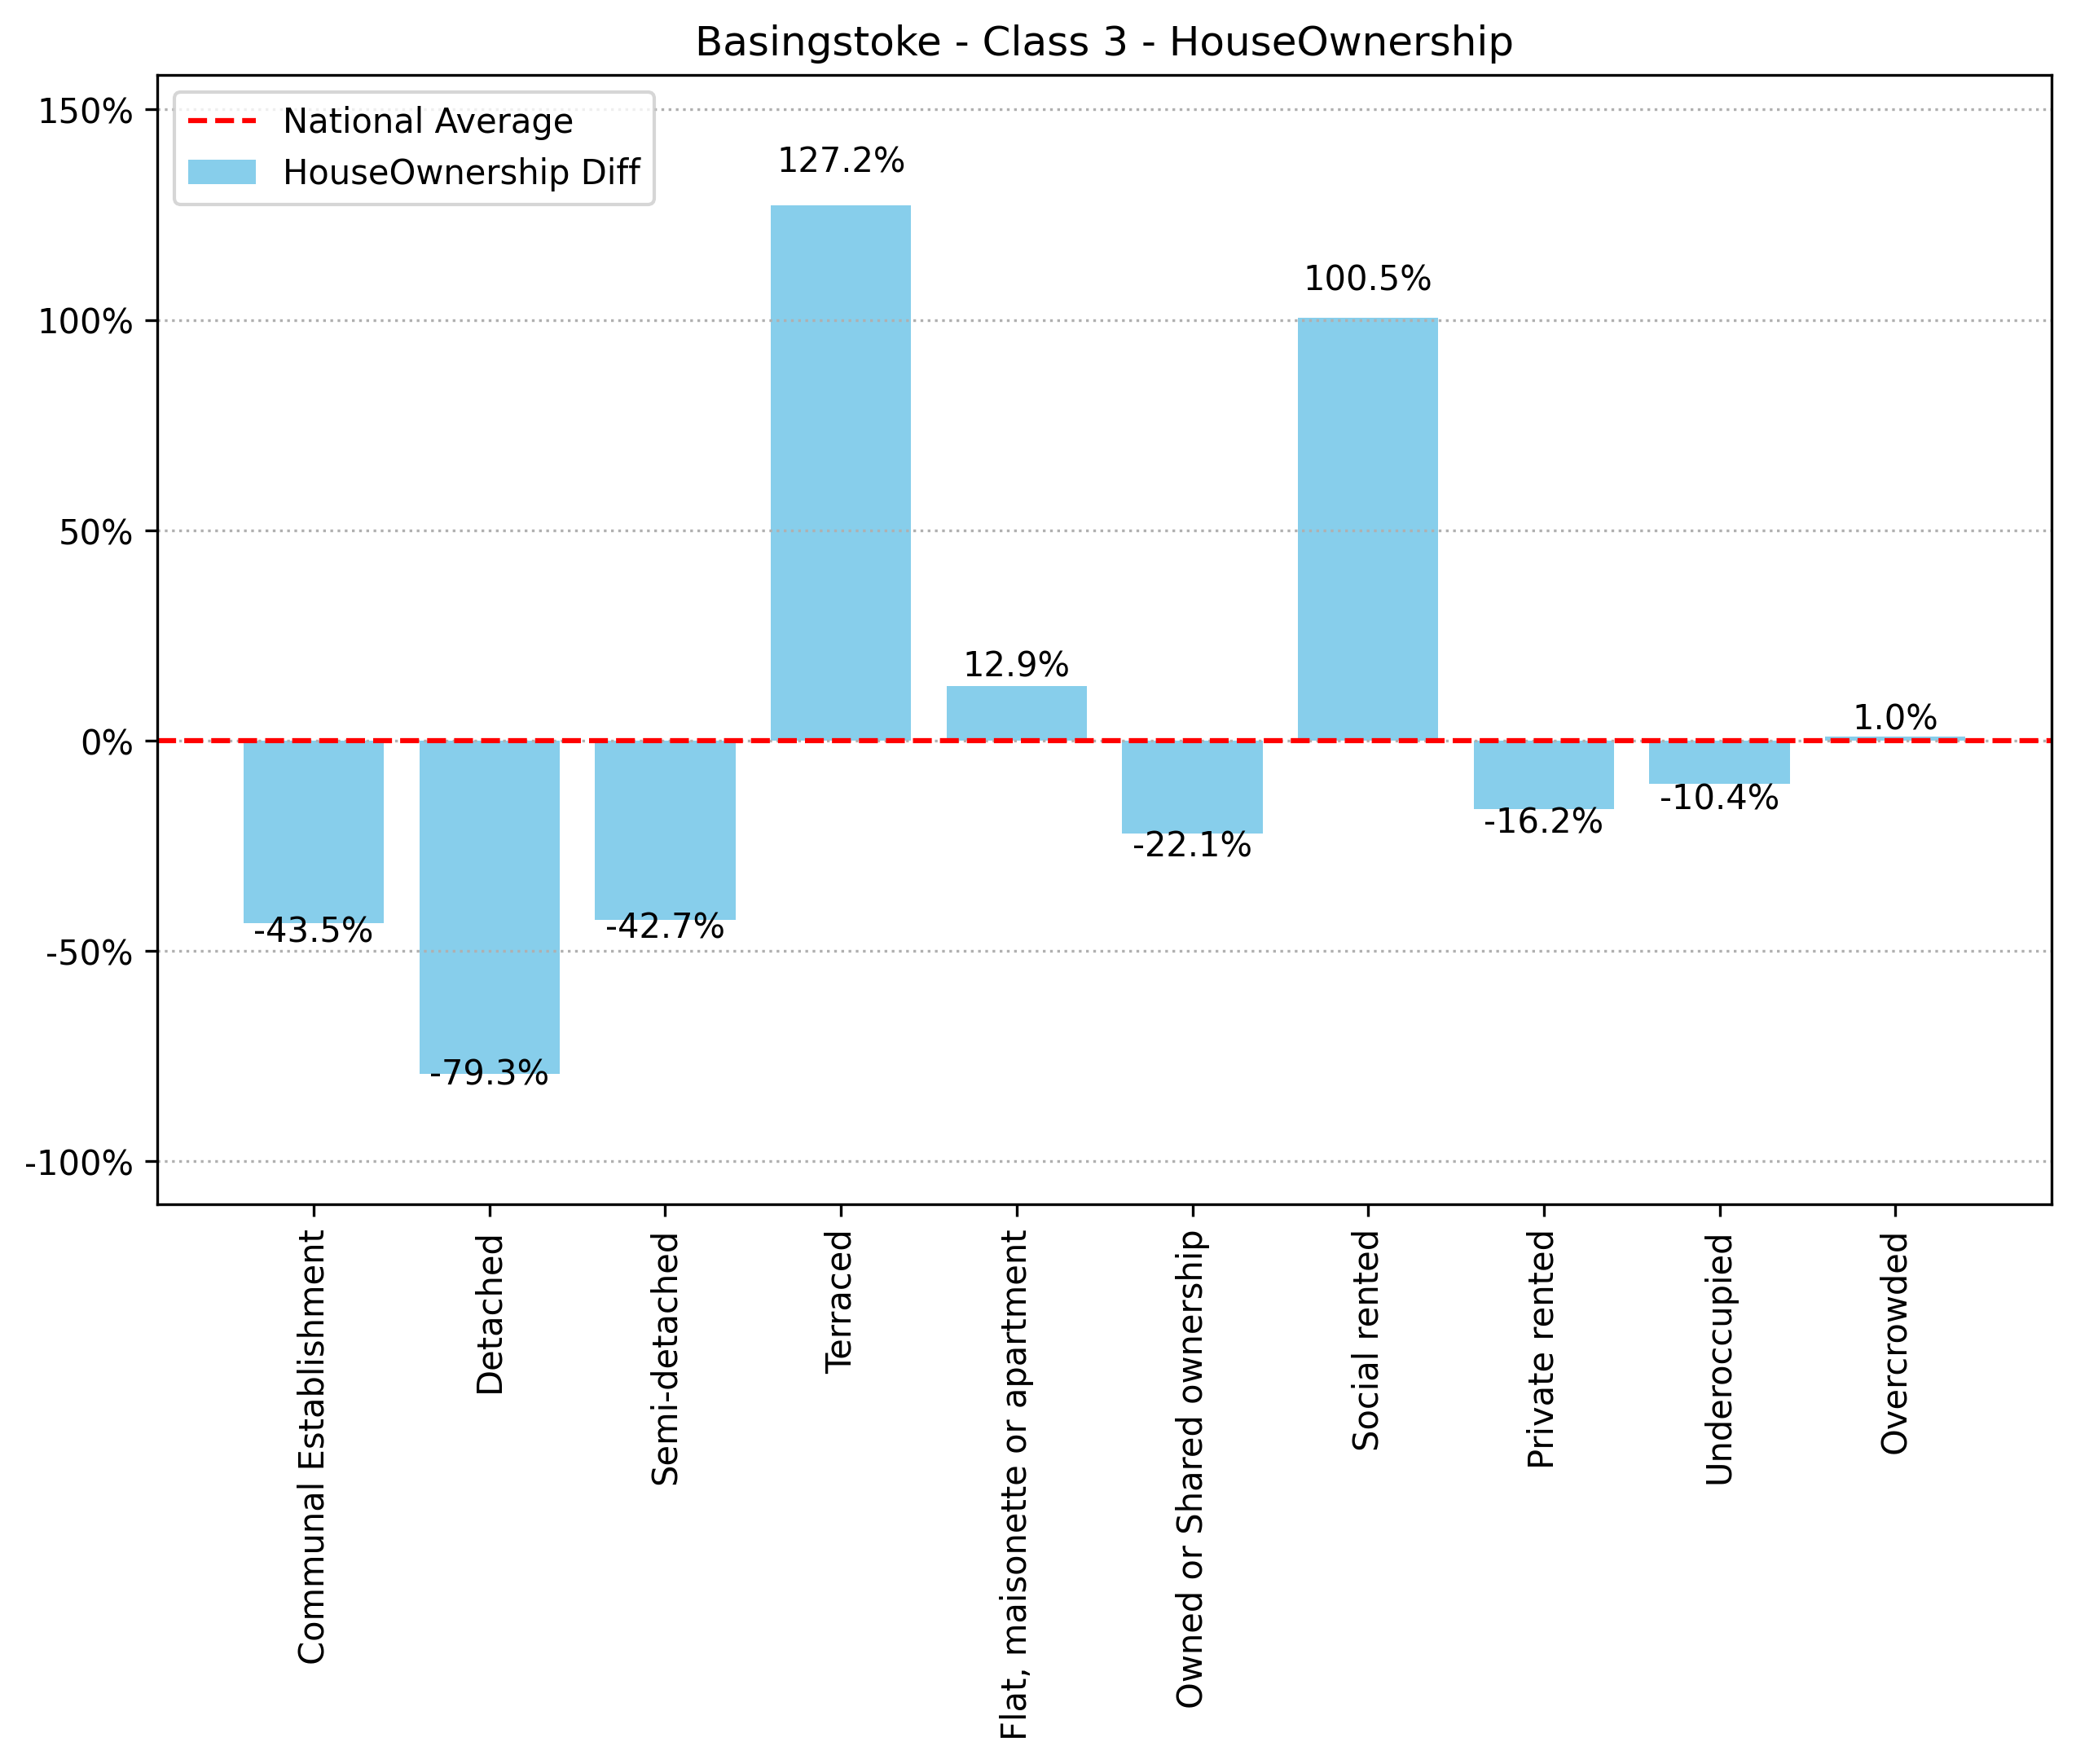 Basingstoke - Class 3 - HouseOwnership
National Average
HouseOwnership Diff
150%
100%
50%
0%
-50%
-100%
-43.5%
-79.3%
-42.7%
127.2%
12.9%
-22.1%
100.5%
-16.2%
-10.4%
1.0%
Communal Establishment
Detached
Semi-detached
Terraced
Flat, maisonette or apartment
Owned or Shared ownership
Social rented
Private rented
Underoccupied
Overcrowded